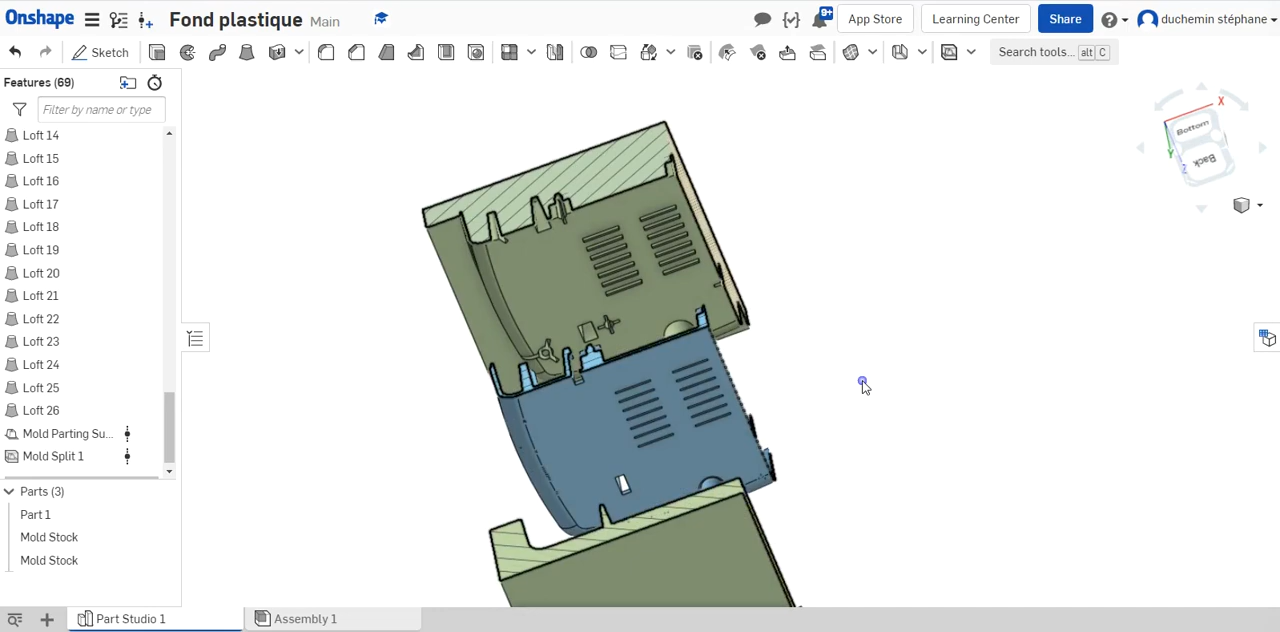 Onshape Fond plastique Main 9+ App Store Learning Center Share duchemin stéphane
Sketch Search tools... alt C
Features (69)
Filter by name or type
Loft 14
Loft 15
Loft 16
Loft 17
Loft 18
Loft 19
Loft 20
Loft 21
Loft 22
Loft 23
Loft 24
Loft 25
Loft 26
Mold Parting Su...
Mold Split 1
Parts (3)
Part 1
Mold Stock
Mold Stock
X
Bottom
Y
Back
Z
Part Studio 1 Assembly 1